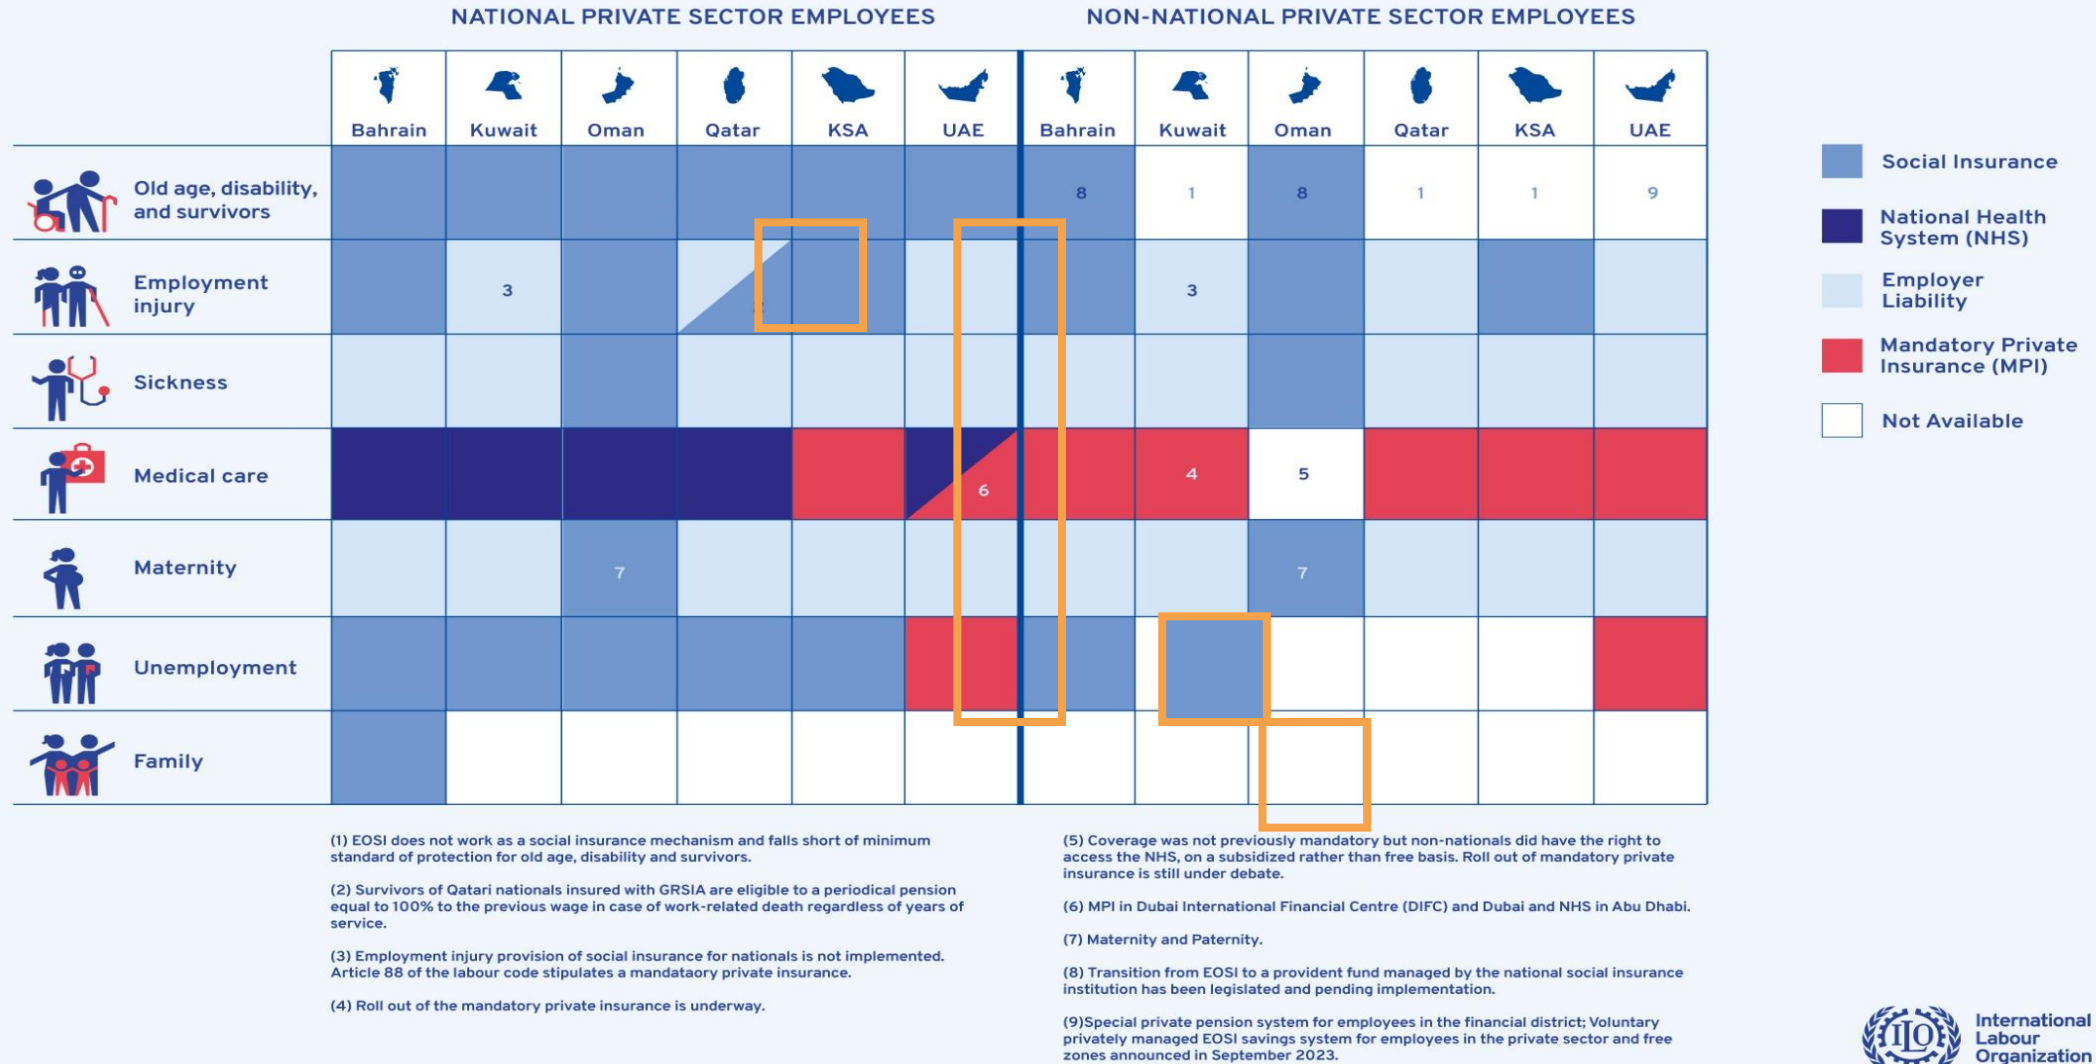 NATIONAL PRIVATE SECTOR EMPLOYEES
NON-NATIONAL PRIVATE SECTOR EMPLOYEES
Bahrain Kuwait Oman Qatar KSA UAE Bahrain Kuwait Oman Qatar KSA UAE
Old age, disability,
and survivors
8 1 8 1 1 9
Employment
injury
3 3
Sickness
Medical care
6 4 5
Maternity
7 7
Unemployment
Family
Social Insurance
National Health
System (NHS)
Employer
Liability
Mandatory Private
Insurance (MPI)
Not Available
(1) EOSI does not work as a social insurance mechanism and falls short of minimum
standard of protection for old age, disability and survivors.
(2) Survivors of Qatari nationals insured with GRSIA are eligible to a periodical pension
equal to 100% to the previous wage in case of work-related death regardless of years of
service.
(3) Employment injury provision of social insurance for nationals is not implemented.
Article 88 of the labour code stipulates a mandataory private insurance.
(4) Roll out of the mandatory private insurance is underway.
(5) Coverage was not previously mandatory but non-nationals did have the right to
access the NHS, on a subsidized rather than free basis. Roll out of mandatory private
insurance is still under debate.
(6) MPI in Dubai International Financial Centre (DIFC) and Dubai and NHS in Abu Dhabi.
(7) Maternity and Paternity.
(8) Transition from EOSI to a provident fund managed by the national social insurance
institution has been legislated and pending implementation.
(9)Special private pension system for employees in the financial district; Voluntary
privately managed EOSI savings system for employees in the private sector and free
zones announced in September 2023.
ILO
International
Labour
Organization